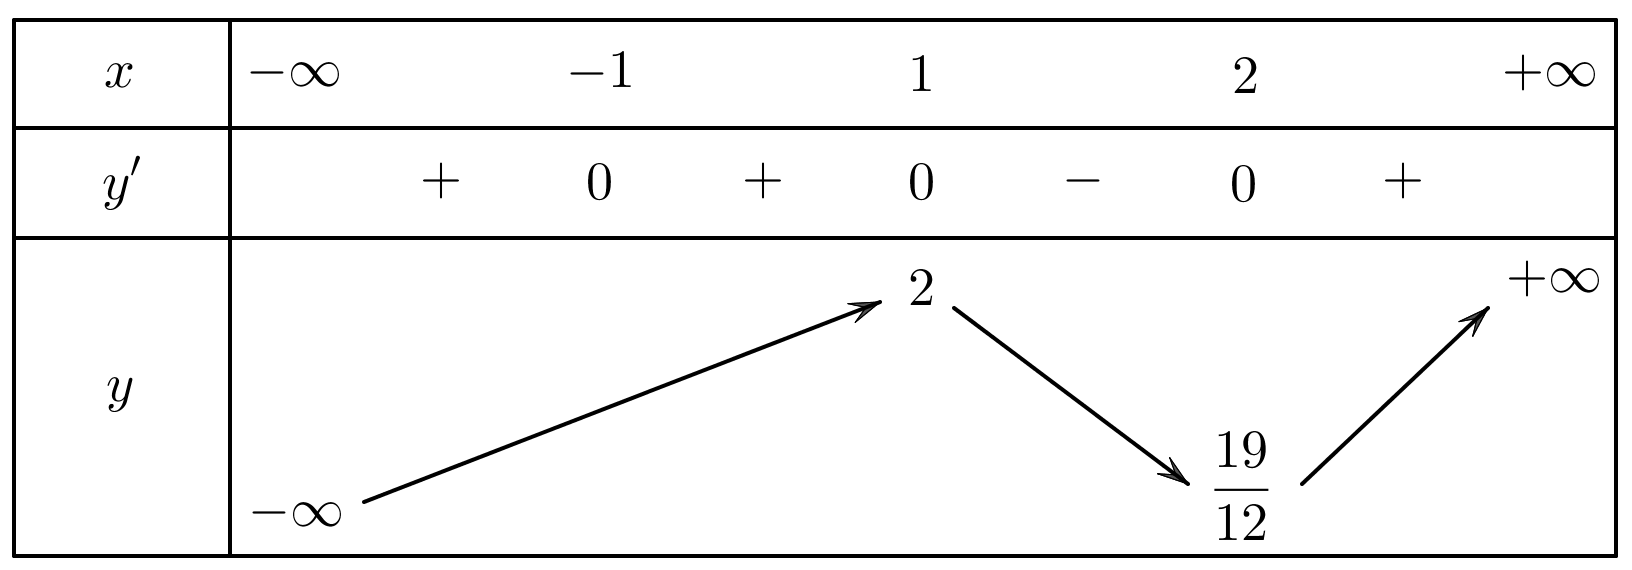 x −∞ −1 1 2 +∞
y′ + 0 + 0 − 0 +
y −∞ 2 19/12 +∞